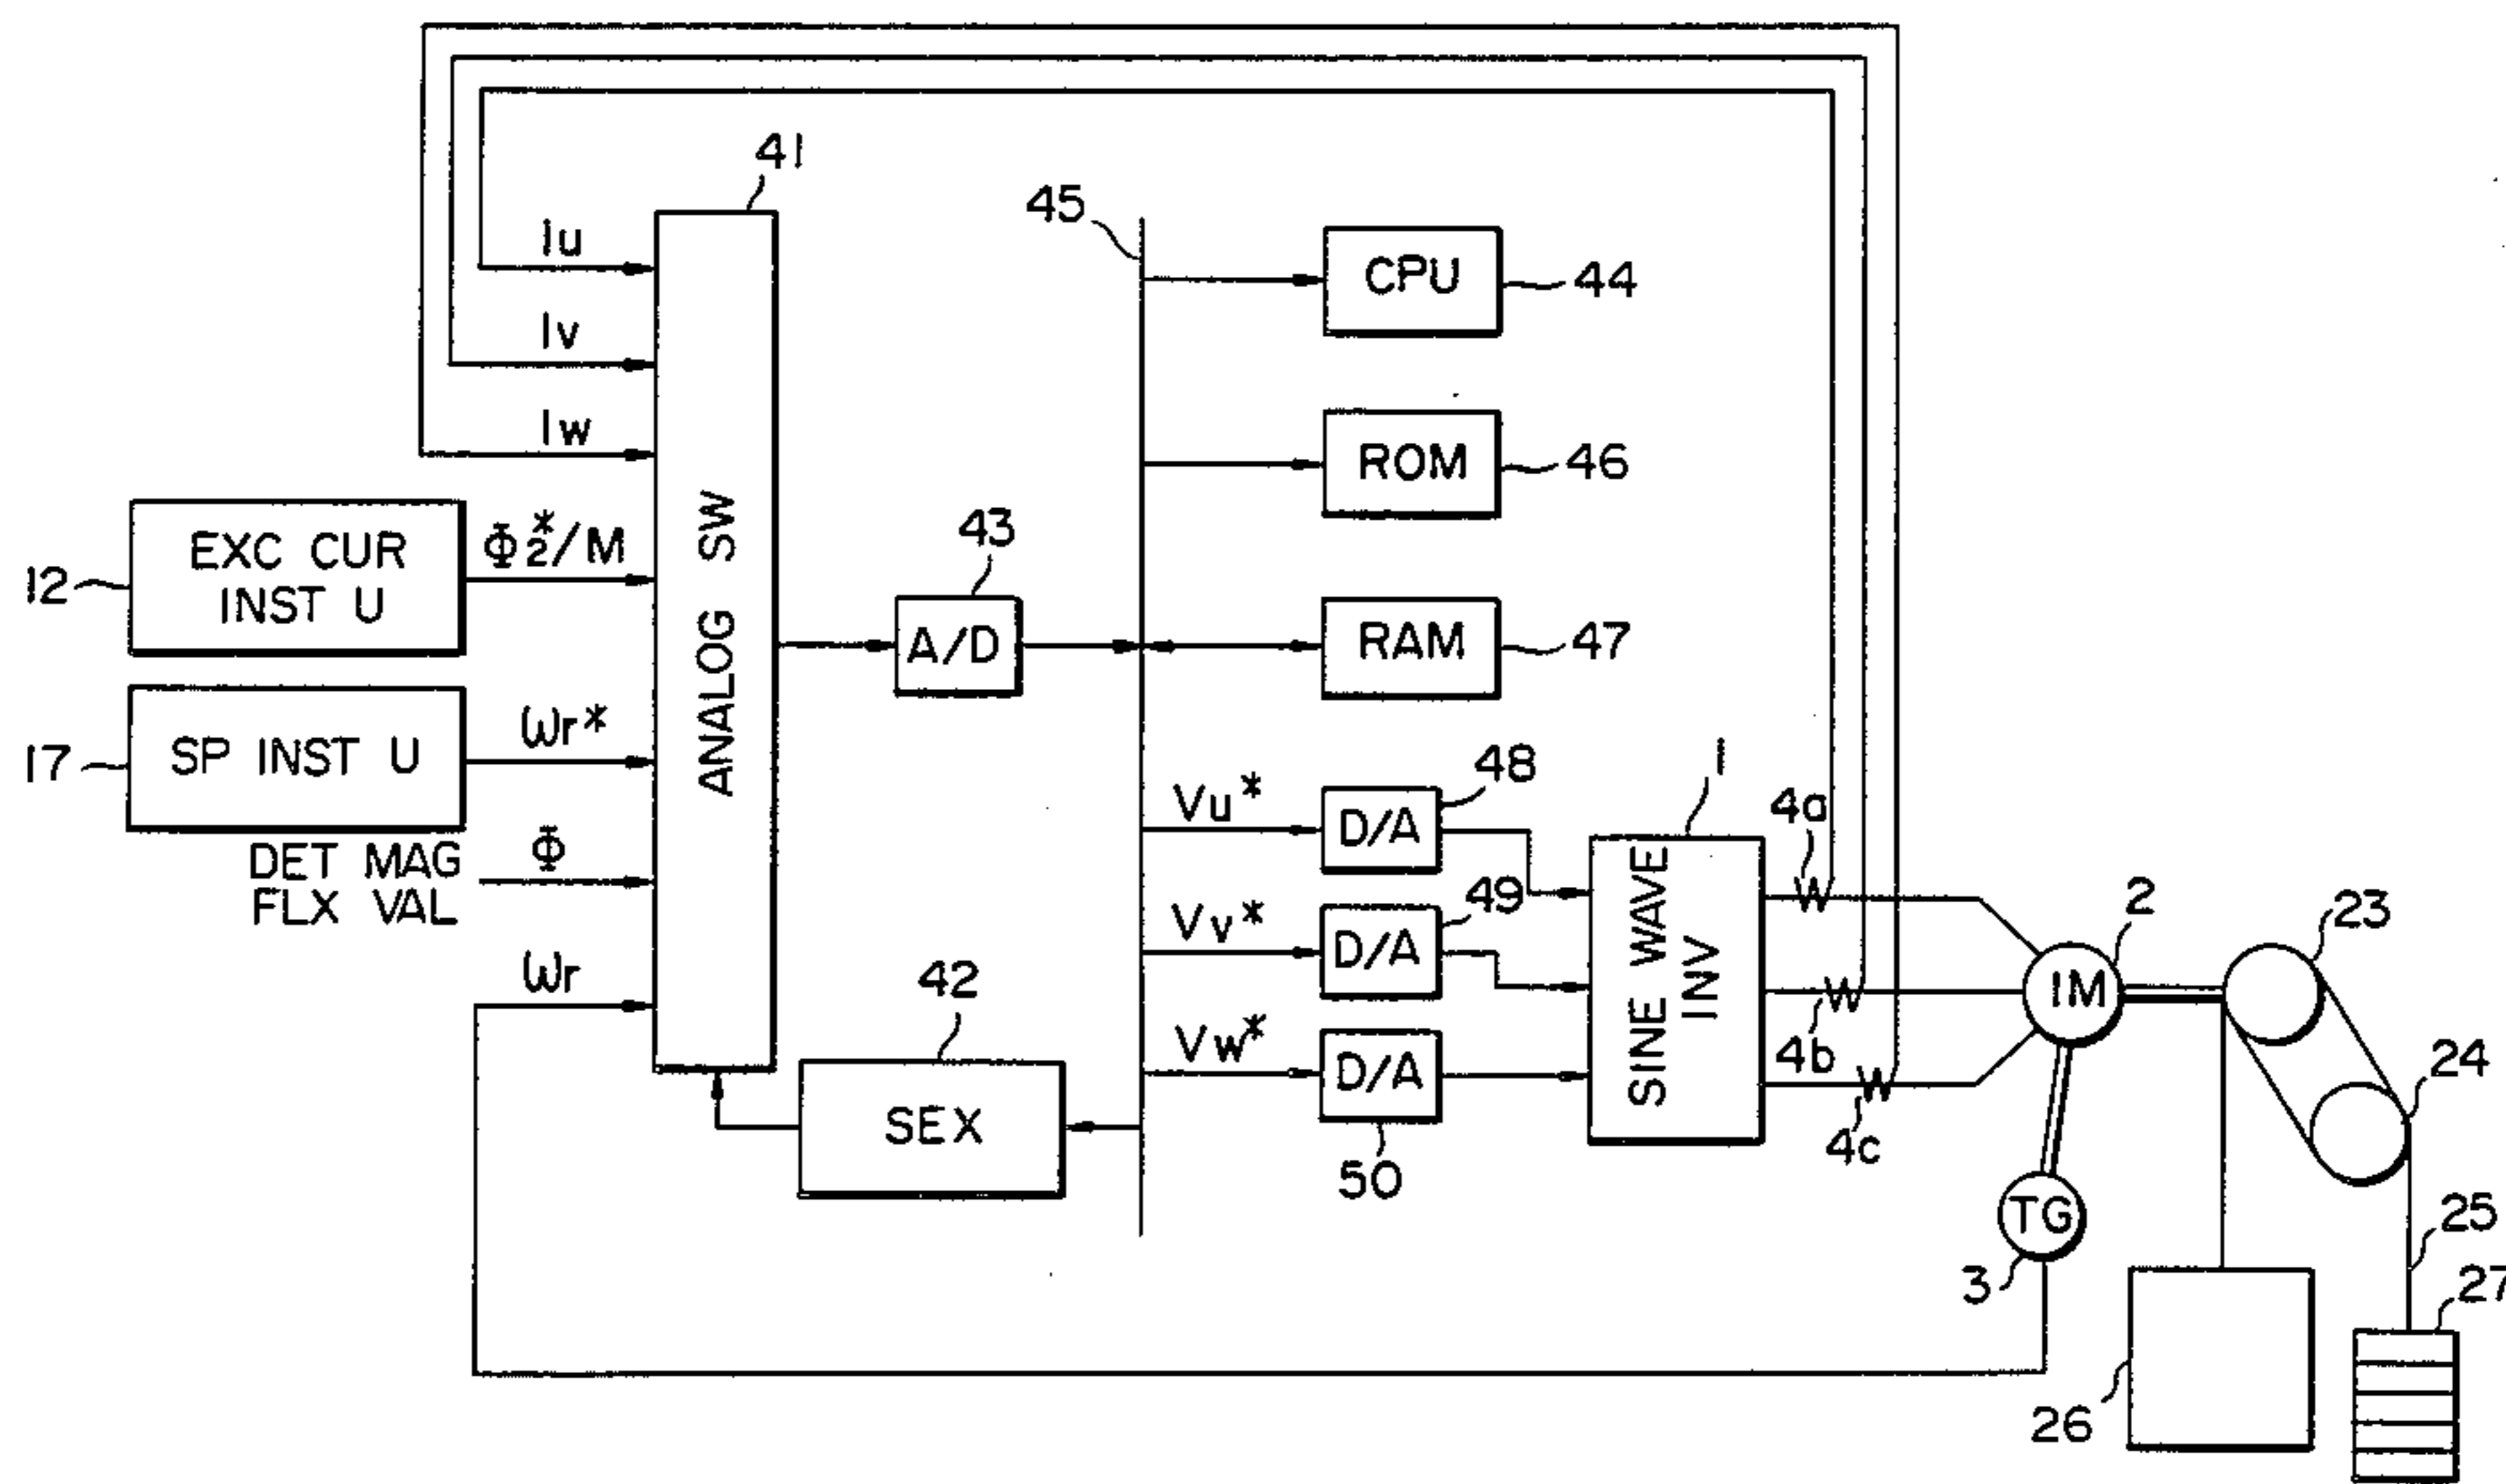 41
45
Iu
CPU
44
Iv
Iw
ROM
46
ANALOG SW
43
EXC CUR
INST U
Φ2*/M
12
A/D
RAM
47
SP INST U
ωr*
17
Vu*
D/A
48
1
4a
DET MAG
FLX VAL
Φ
Vv*
D/A
49
SINE WAVE
INV
2
23
ωr
42
IM
4b
Vw*
D/A
24
SEX
4c
50
TG
25
3
27
26